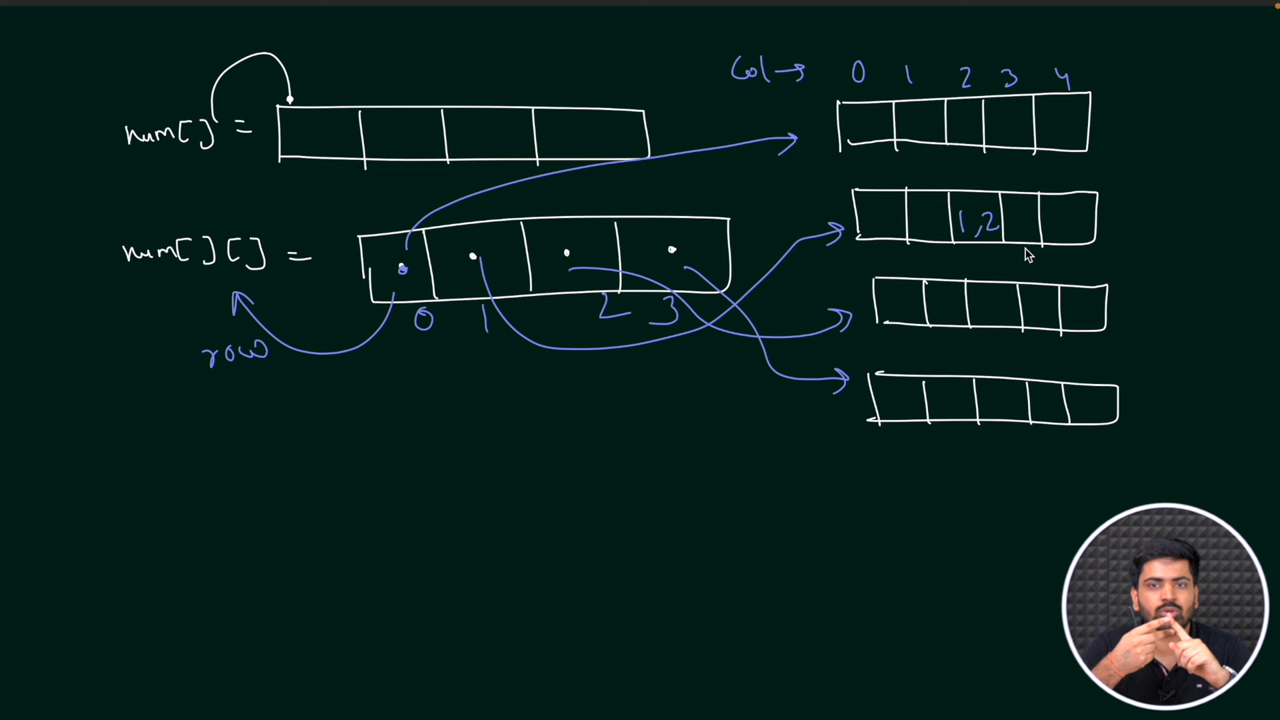 num[] =
Col → 0 1 2 3 4
num[][] =
1,2
0 1 2 3
row